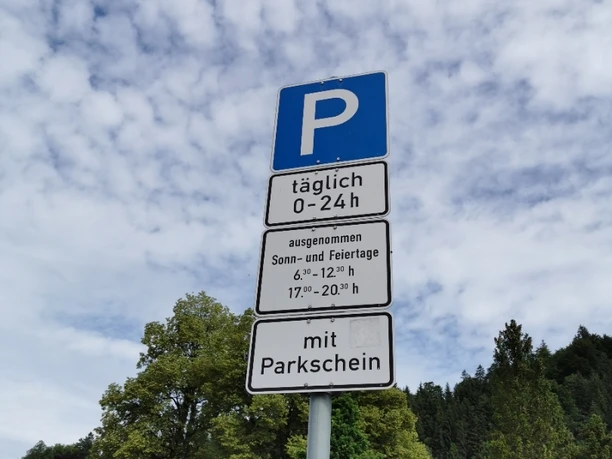 P
täglich
0-24h
ausgenommen
Sonn- und Feiertage
6.³⁰-12.³⁰ h
17.⁰⁰-20.³⁰ h
mit
Parkschein